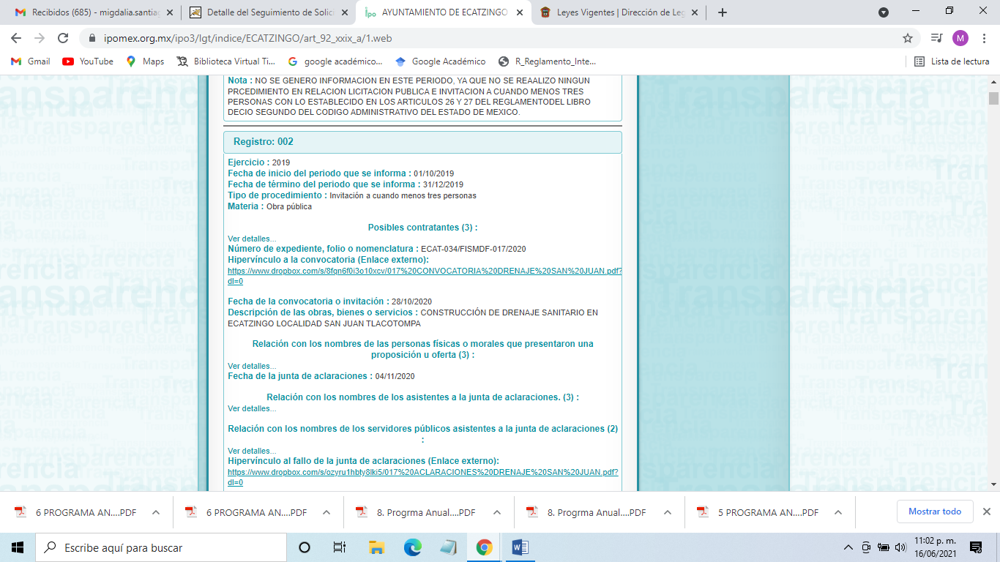 Recibidos (685) - migdalia.santia
Detalle del Seguimiento de Solici
ipo AYUNTAMIENTO DE ECATZINGO
Leyes Vigentes | Dirección de Leg
ipomex.org.mx/ipo3/lgt/indice/ECATZINGO/art_92_xxix_a/1.web
M
Gmail
YouTube
Maps
Biblioteca Virtual Ti...
google académico...
Google Académico
R_Reglamento_Inte...
Lista de lectura
Nota : NO SE GENERO INFORMACION EN ESTE PERIODO, YA QUE NO SE REAALIZO NINGUN
PRCEDIMIENTO EN RELACION LICITACION PUBLICA E INVITACION A CUANDO MENOS TRES
PERSONAS CON LO ESTABLECIDO EN LOS ARTICULOS 26 Y 27 DEL REGLAMENTODEL LIBRO
DECIO SEGUNDO DEL CODIGO ADMINISTRATIVO DEL ESTADO DE MEXICO.
Registro: 002
Ejercicio : 2019
Fecha de inicio del periodo que se informa : 01/10/2019
Fecha de término del periodo que se informa : 31/12/2019
Tipo de procedimiento : Invitación a cuando menos tres personas
Materia : Obra pública
Posibles contratantes (3) :
Ver detalles...
Número de expediente, folio o nomenclatura : ECAT-034/FISMDF-017/2020
Hipervínculo a la convocatoria (Enlace externo):
https://www.dropbox.com/s/8fqn6f0i3o10xcv/017%20CONVOCATORIA%20DRENAJE%20SAN%20JUAN.pdf?
dl=0
Fecha de la convocatoria o invitación : 28/10/2020
Descripción de las obras, bienes o servicios : CONSTRUCCIÓN DE DRENAJE SANITARIO EN
ECATZINGO LOCALIDAD SAN JUAN TLACOTOMPA
Relación con los nombres de las personas físicas o morales que presentaron una
proposición u oferta (3) :
Ver detalles...
Fecha de la junta de aclaraciones : 04/11/2020
Relación con los nombres de los asistentes a la junta de aclaraciones. (3) :
Ver detalles...
Relación con los nombres de los servidores públicos asistentes a la junta de aclaraciones (2)
:
Ver detalles...
Hipervínculo al fallo de la junta de aclaraciones (Enlace externo):
https://www.dropbox.com/s/ozyru1hbty8lki5/017%20ACLARACIONES%20DRENAJE%20SAN%20JUAN.pdf?
dl=0
6 PROGRAMA AN....PDF
6 PROGRAMA AN....PDF
8. Progrma Anual....PDF
8. Progrma Anual....PDF
5 PROGRAMA AN....PDF
Mostrar todo
Escribe aquí para buscar
11:02 p. m.
16/06/2021